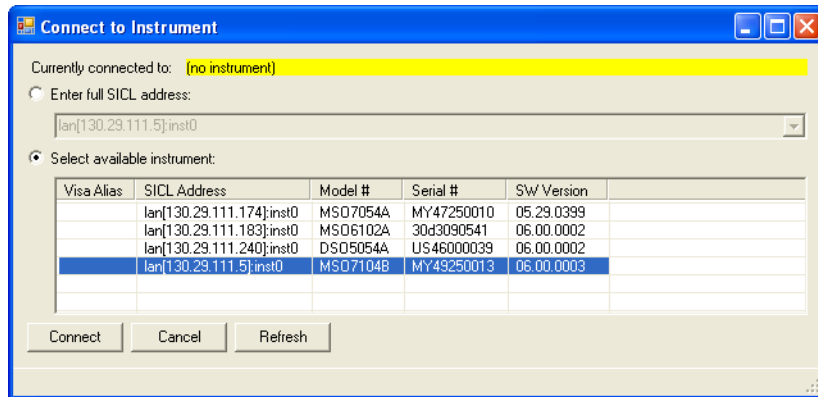 Connect to Instrument
Currently connected to: (no instrument)
Enter full SICL address:
lan[130.29.111.5]:inst0
Select available instrument:
Visa Alias SICL Address Model # Serial # SW Version
lan[130.29.111.174]:inst0 MSO7054A MY47250010 05.29.0399
lan[130.29.111.183]:inst0 MSO6102A 30d3090541 06.00.0002
lan[130.29.111.240]:inst0 DSO5054A US46000039 06.00.0002
lan[130.29.111.5]:inst0 MSO7104B MY49250013 06.00.0003
Connect Cancel Refresh